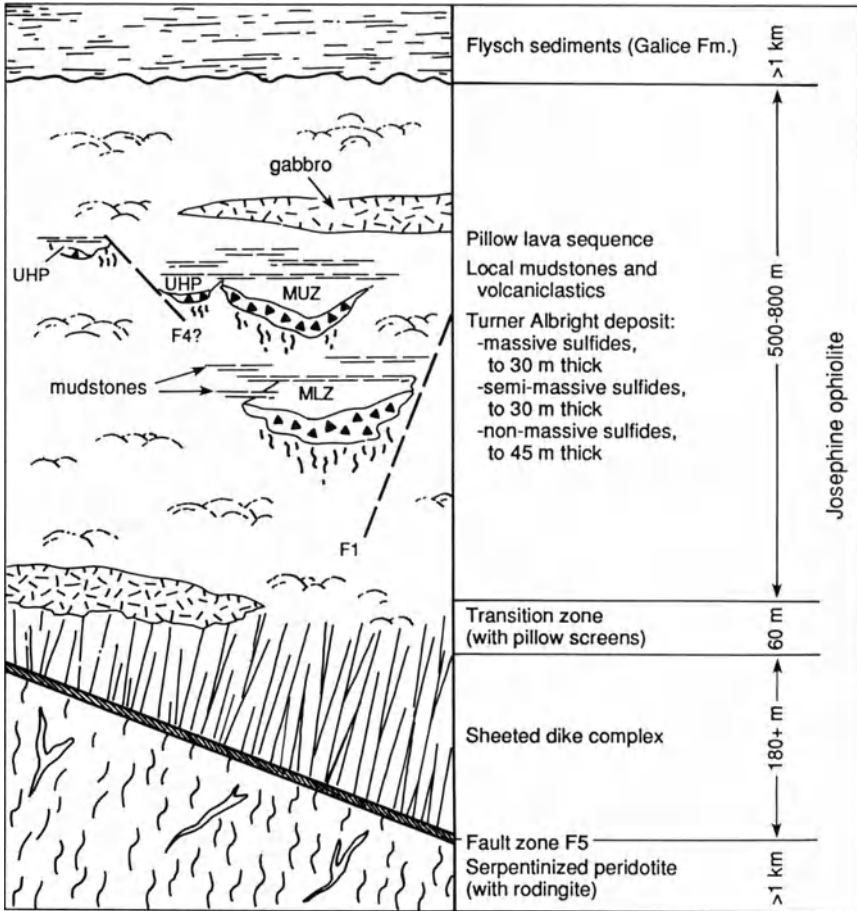 Flysch sediments (Galice Fm.)
>1 km
gabbro
UHP
UHP
MUZ
F4?
mudstones
MLZ
F1
Pillow lava sequence
Local mudstones and
volcaniclastics
Turner Albright deposit:
-massive sulfides,
to 30 m thick
-semi-massive sulfides,
to 30 m thick
-non-massive sulfides,
to 45 m thick
500-800 m
Josephine ophiolite
Transition zone
(with pillow screens)
60 m
Sheeted dike complex
180+ m
Fault zone F5
Serpentinized peridotite
(with rodingite)
>1 km